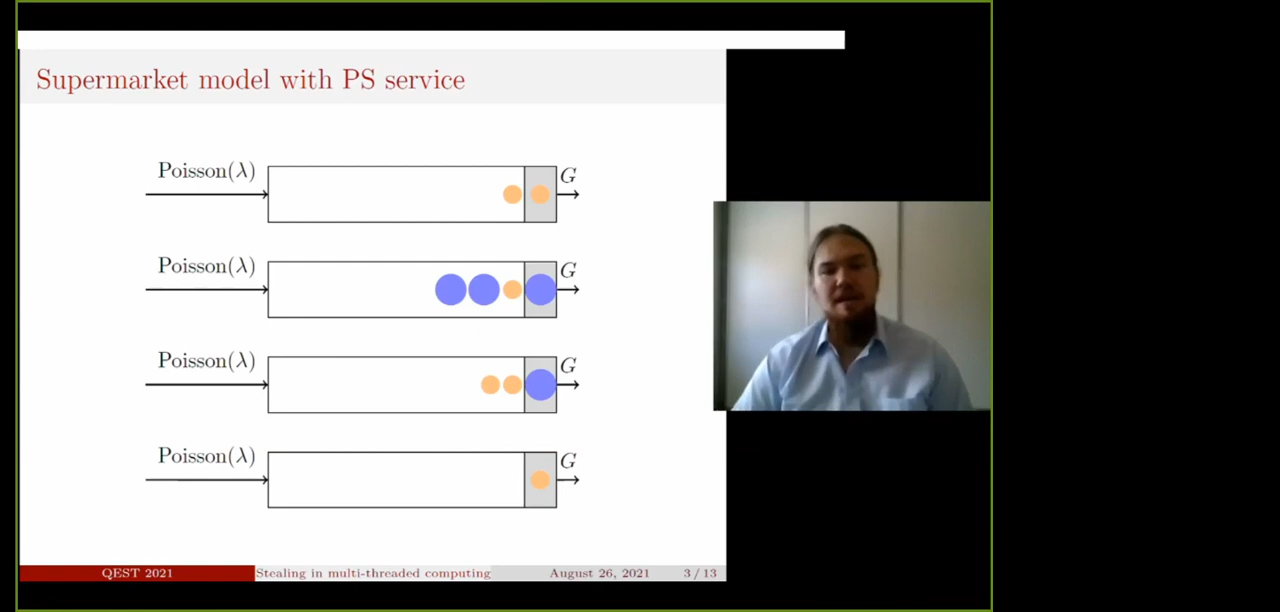 Supermarket model with PS service
Poisson(λ) G
Poisson(λ) G
Poisson(λ) G
Poisson(λ) G
QEST 2021 Stealing in multi-threaded computing August 26, 2021 3 / 13